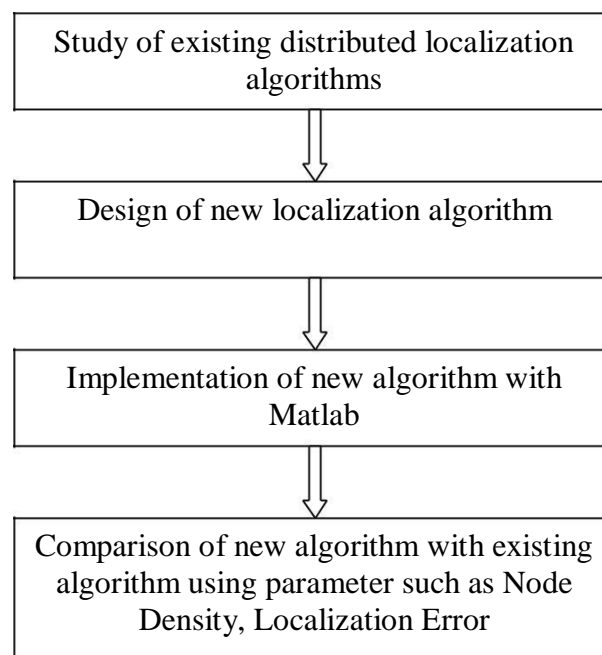 Study of existing distributed localization
algorithms
Design of new localization algorithm
Implementation of new algorithm with
Matlab
Comparison of new algorithm with existing
algorithm using parameter such as Node
Density, Localization Error